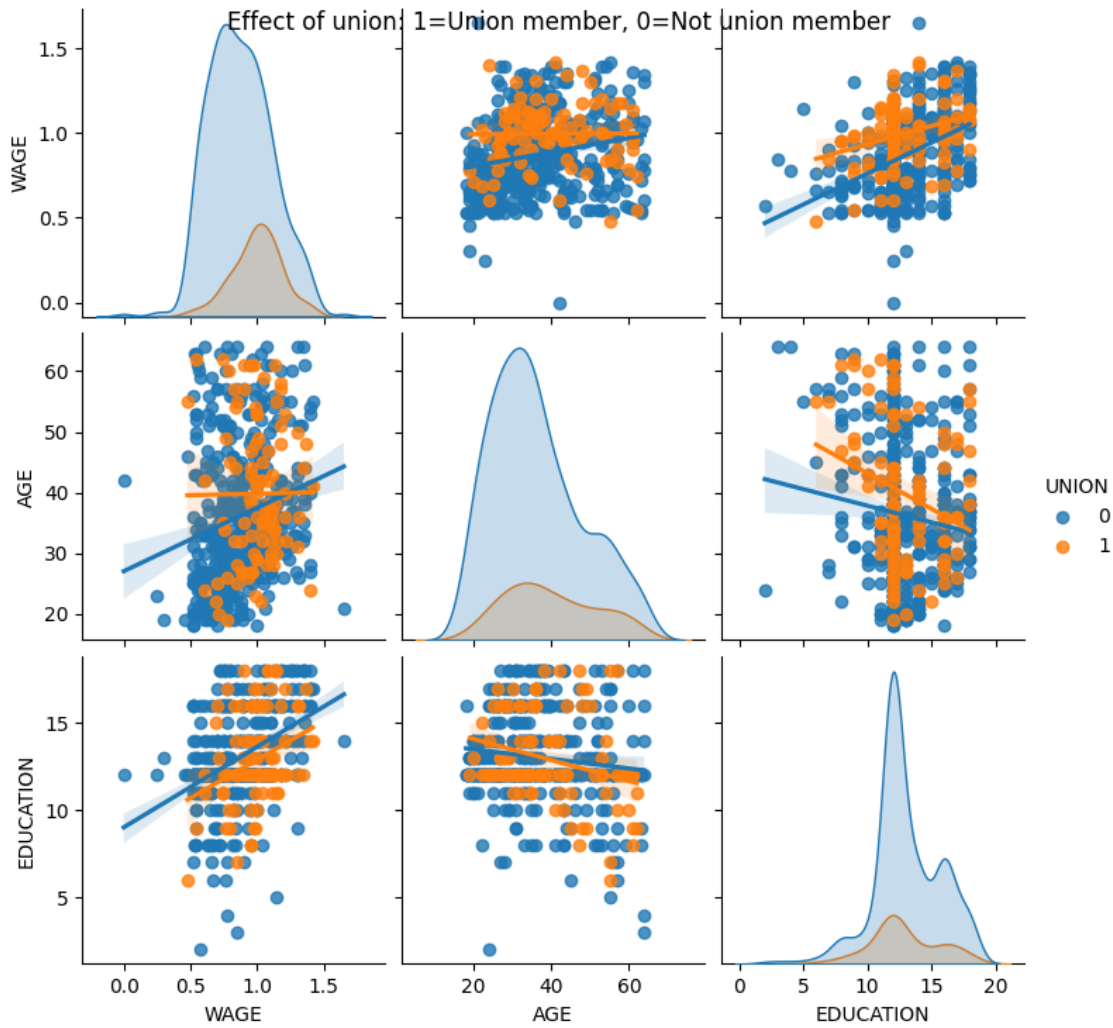 Effect of union: 1=Union member, 0=Not union member
1.5
1.0
0.5
0.0
WAGE
60
50
40
30
20
AGE
UNION
0
1
15
10
5
EDUCATION
0.0 0.5 1.0 1.5
WAGE
20 40 60
AGE
0 5 10 15 20
EDUCATION